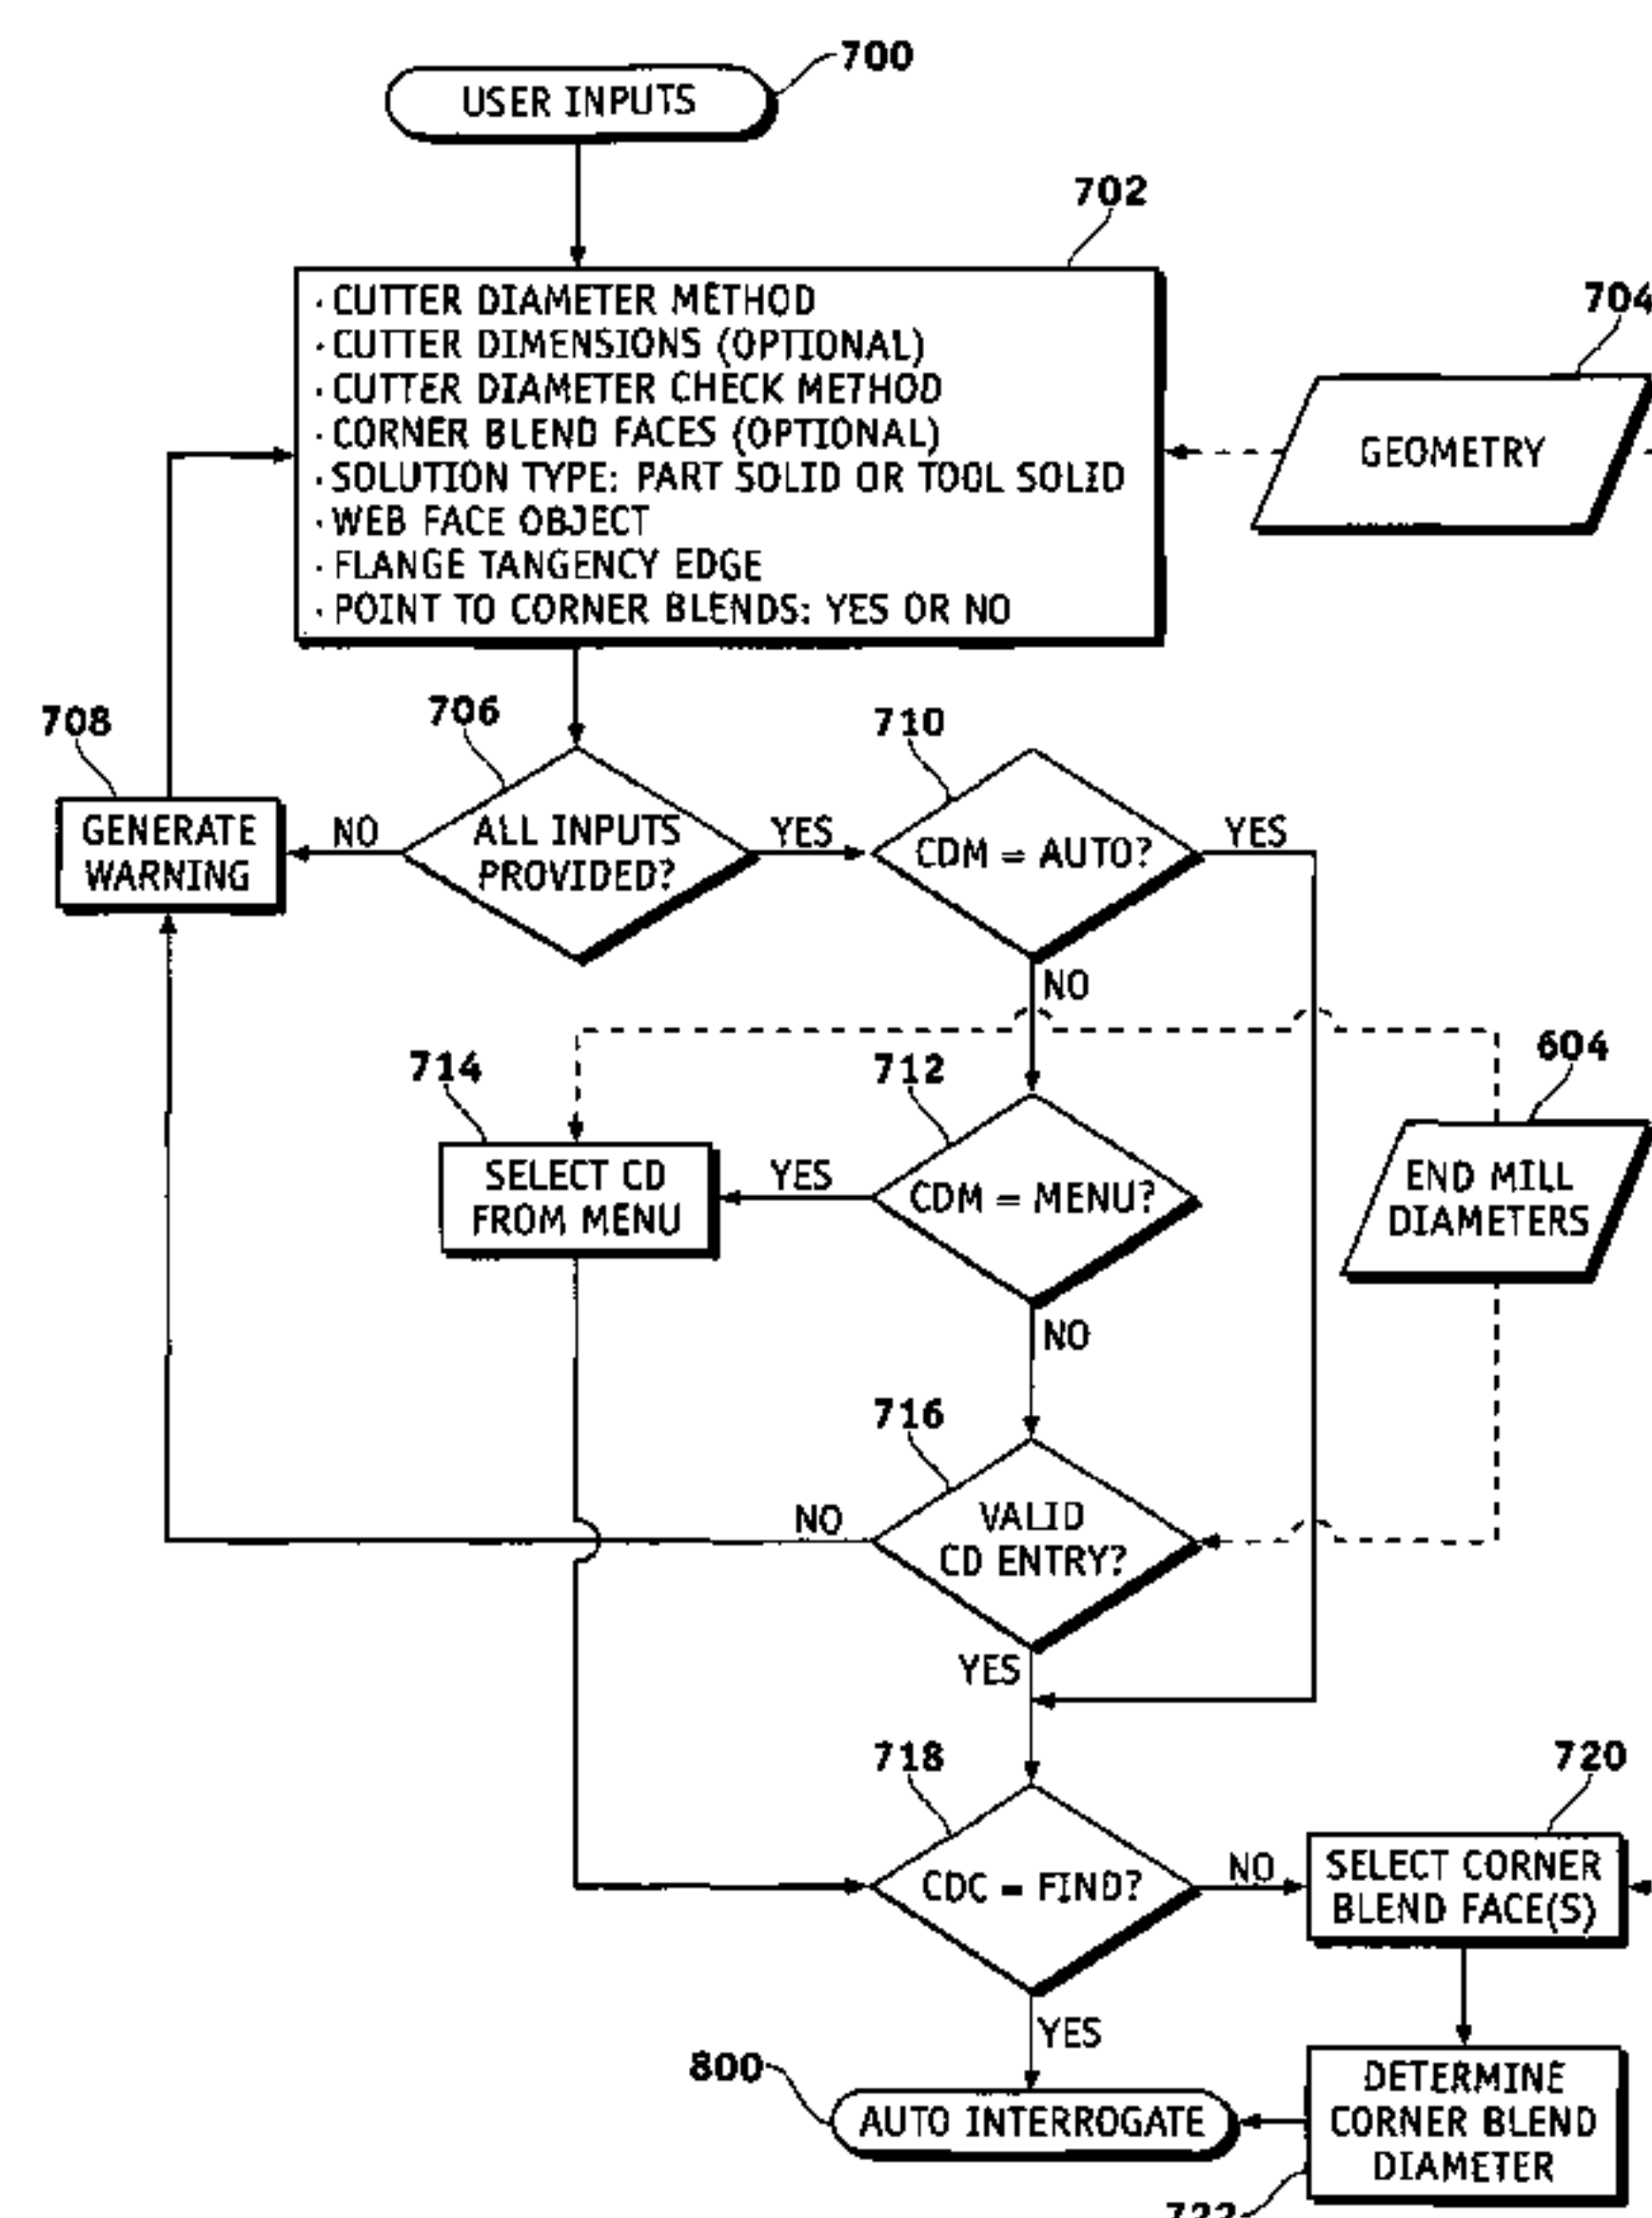 700
USER INPUTS
702
· CUTTER DIAMETER METHOD
· CUTTER DIMENSIONS (OPTIONAL)
· CUTTER DIAMETER CHECK METHOD
· CORNER BLEND FACES (OPTIONAL)
· SOLUTION TYPE: PART SOLID OR TOOL SOLID
· WEB FACE OBJECT
· FLANGE TANGENCY EDGE
· POINT TO CORNER BLENDS: YES OR NO
704
GEOMETRY
708
GENERATE
WARNING
NO
706
ALL INPUTS
PROVIDED?
YES
710
CDM = AUTO?
YES
NO
714
SELECT CD
FROM MENU
YES
712
CDM = MENU?
NO
604
END MILL
DIAMETERS
716
VALID
CD ENTRY?
NO
YES
718
CDC = FIND?
NO
YES
720
SELECT CORNER
BLEND FACE(S)
800
AUTO INTERROGATE
DETERMINE
CORNER BLEND
DIAMETER
722